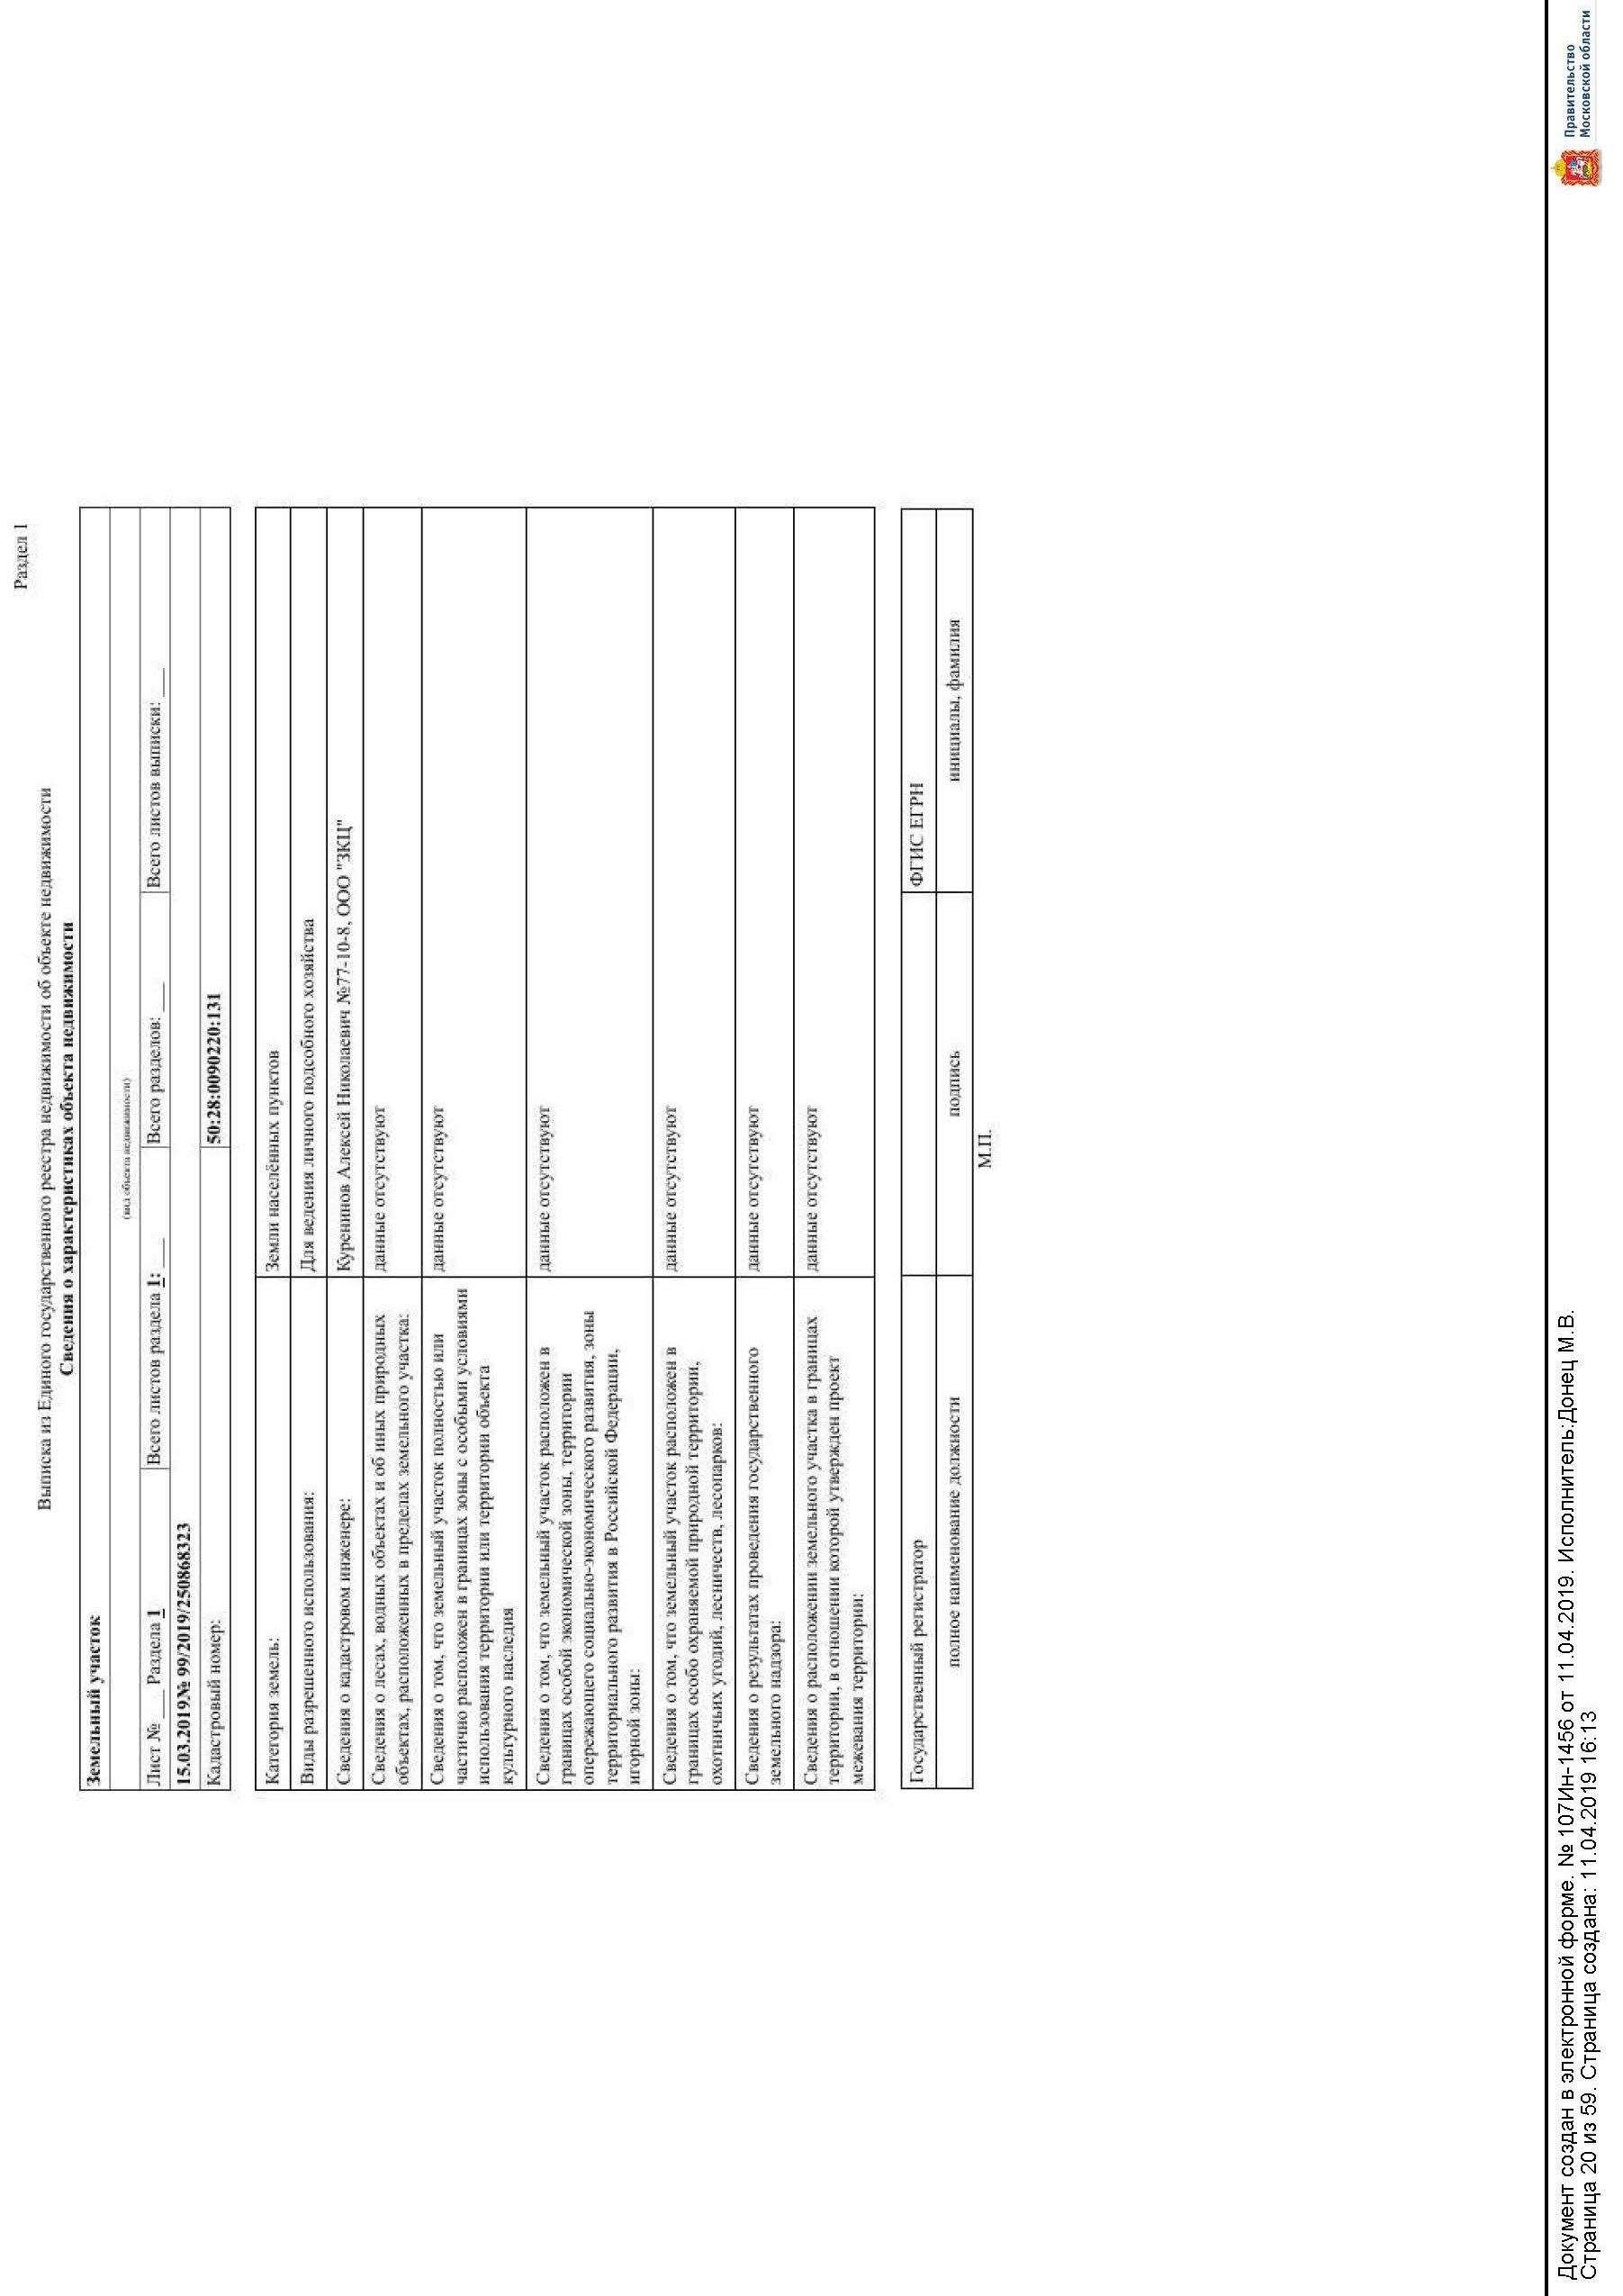 Раздел 1
Выписка из Единого государственного реестра недвижимости об объекте недвижимости
Сведения о характеристиках объекта недвижимости
Земельный участок
(вид объекта недвижимости)
Лист № ___ Раздела 1 Всего листов раздела 1: ___ Всего разделов: ___ Всего листов выписки: ___
15.03.2019№ 99/2019/250868323
Кадастровый номер: 50:28:0090220:131
Категория земель: Земли населённых пунктов
Виды разрешенного использования: Для ведения личного подсобного хозяйства
Сведения о кадастровом инженере: Куренинов Алексей Николаевич №77-10-8, ООО "ЗКЦ"
Сведения о лесах, водных объектах и об иных природных
объектах, расположенных в пределах земельного участка:
данные отсутствуют
Сведения о том, что земельный участок полностью или
частично расположен в границах зоны с особыми условиями
использования территории или территории объекта
культурного наследия
данные отсутствуют
Сведения о том, что земельный участок расположен в
границах особой экономической зоны, территории
опережающего социально-экономического развития, зоны
территориального развития в Российской Федерации,
игорной зоны:
данные отсутствуют
Сведения о том, что земельный участок расположен в
границах особо охраняемой природной территории,
охотничьих угодий, лесничеств, лесопарков:
данные отсутствуют
Сведения о результатах проведения государственного
земельного надзора:
данные отсутствуют
Сведения о расположении земельного участка в границах
территории, в отношении которой утвержден проект
межевания территории:
данные отсутствуют
Государственный регистратор ФГИС ЕГРН
полное наименование должности подпись инициалы, фамилия
М.П.
Документ создан в электронной форме. № 107Ин-1456 от 11.04.2019. Исполнитель:Донец М.В.
Страница 20 из 59. Страница создана: 11.04.2019 16:13
Правительство
Московской области